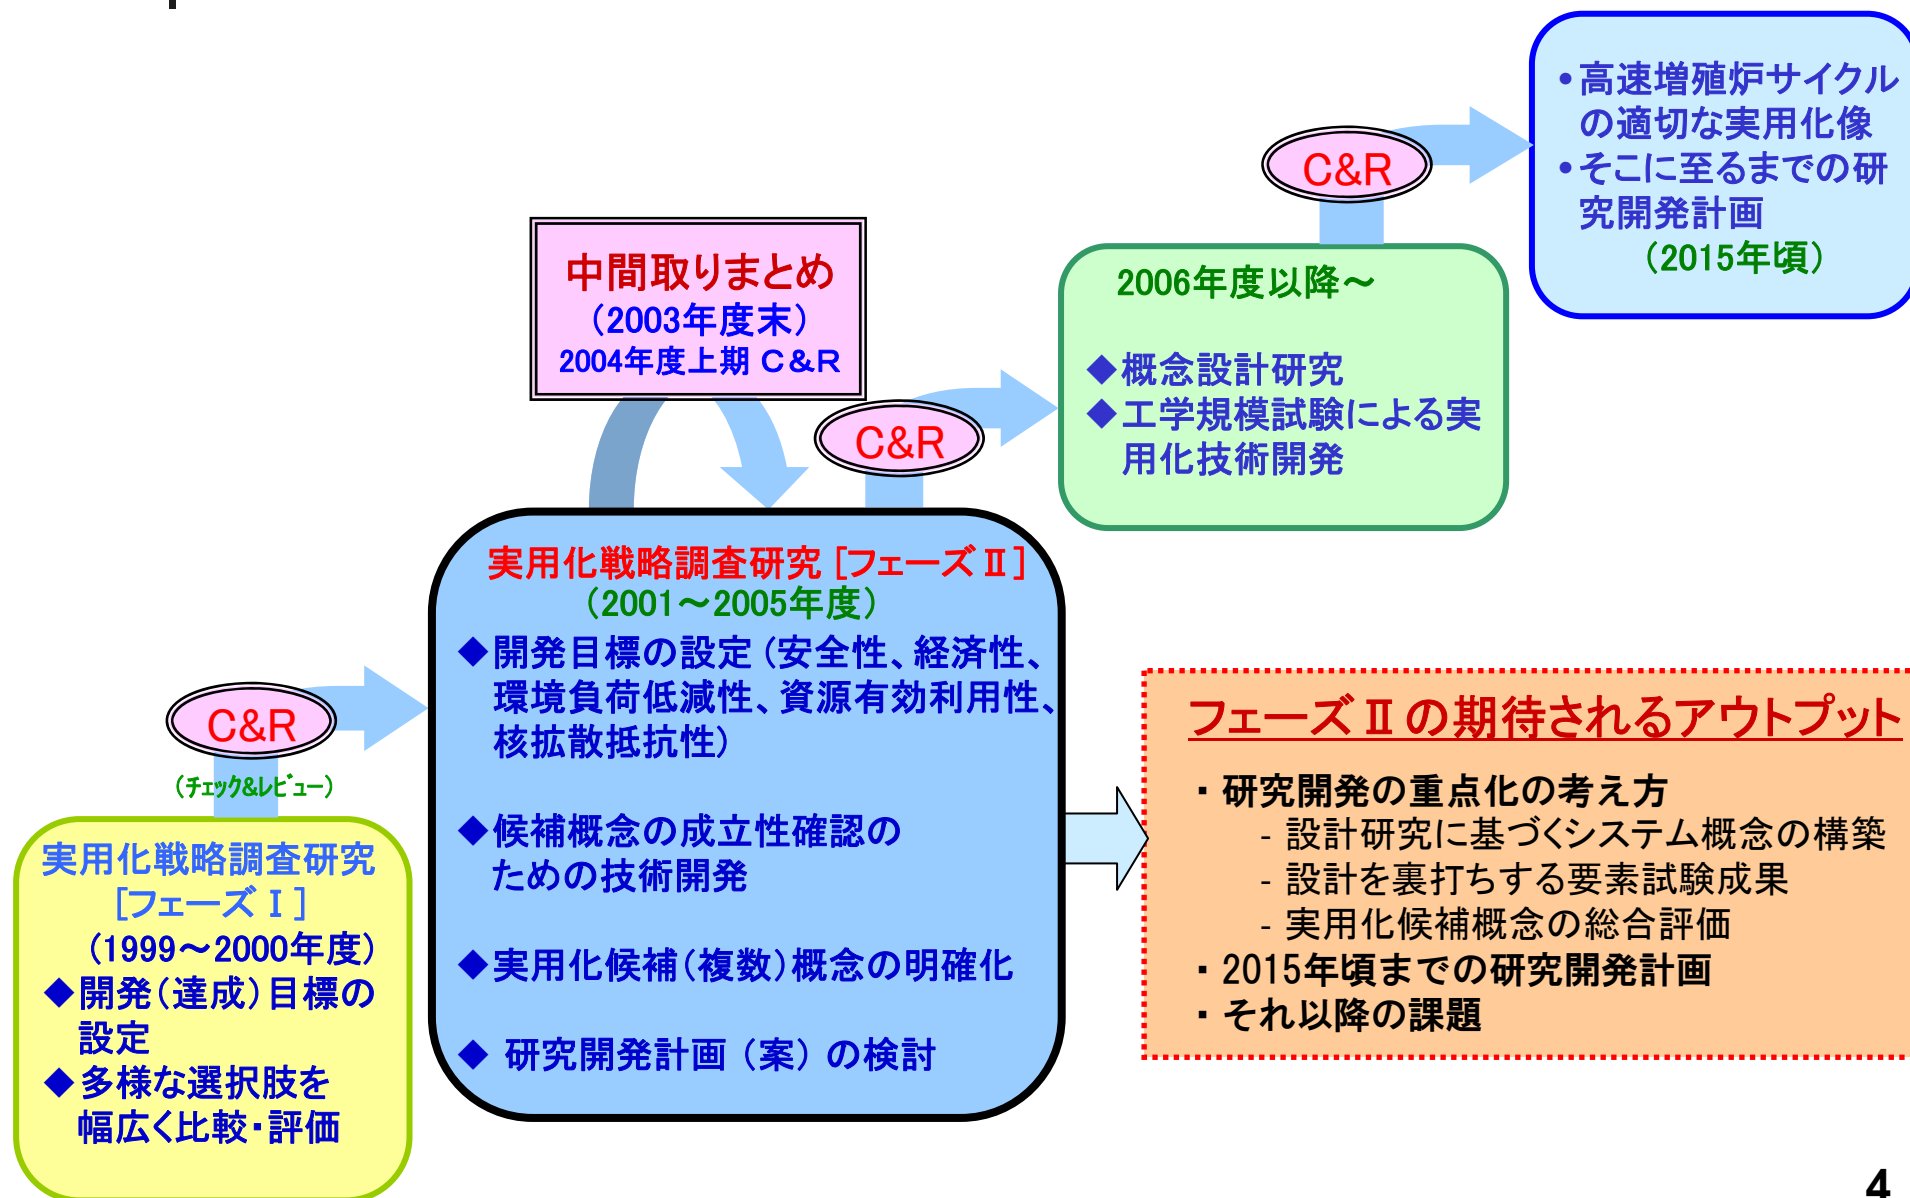 ・高速増殖炉サイクル
の適切な実用化像
・そこに至るまでの研
究開発計画
（2015年頃）
C&R
2006年度以降～
◆概念設計研究
◆工学規模試験による実
用化技術開発
中間取りまとめ
（2003年度末）
2004年度上期 C&R
C&R
実用化戦略調査研究［フェーズⅡ］
（2001～2005年度）
◆開発目標の設定（安全性、経済性、
環境負荷低減性、資源有効利用性、
核拡散抵抗性）
◆候補概念の成立性確認の
ための技術開発
◆実用化候補（複数）概念の明確化
◆ 研究開発計画（案）の検討
C&R
（ﾁｪｯｸ&ﾚﾋﾞｭｰ）
実用化戦略調査研究
［フェーズⅠ］
（1999～2000年度）
◆開発（達成）目標の
設定
◆多様な選択肢を
幅広く比較・評価
フェーズⅡの期待されるアウトプット
・研究開発の重点化の考え方
- 設計研究に基づくシステム概念の構築
- 設計を裏打ちする要素試験成果
- 実用化候補概念の総合評価
・2015年頃までの研究開発計画
・それ以降の課題
4